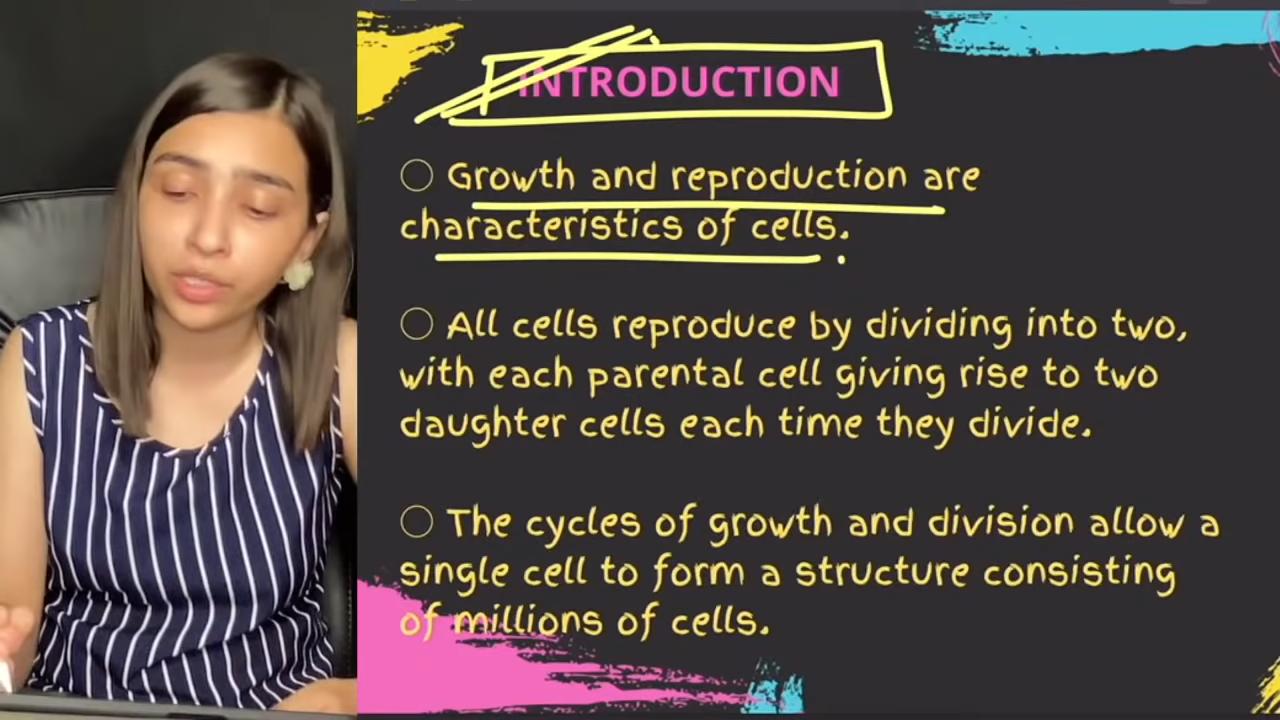 INTRODUCTION
Growth and reproduction are
characteristics of cells.
All cells reproduce by dividing into two,
with each parental cell giving rise to two
daughter cells each time they divide.
The cycles of growth and division allow a
single cell to form a structure consisting
of millions of cells.